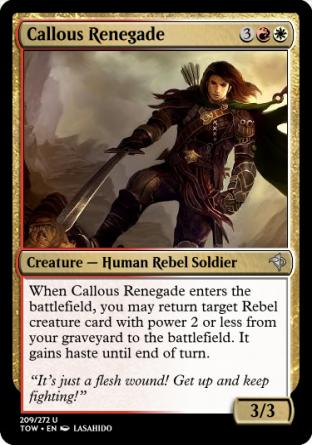 Callous Renegade 3
Creature — Human Rebel Soldier
When Callous Renegade enters the
battlefield, you may return target Rebel
creature card with power 2 or less from
your graveyard to the battlefield. It
gains haste until end of turn.
“It’s just a flesh wound! Get up and keep
fighting!”
3/3
209/272 U
TOW • EN LASAHIDO